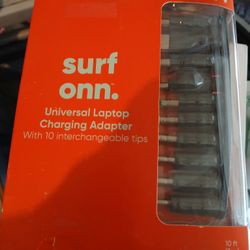 surf
onn.
Universal Laptop
Charging Adapter
With 10 interchangeable tips
10 ft